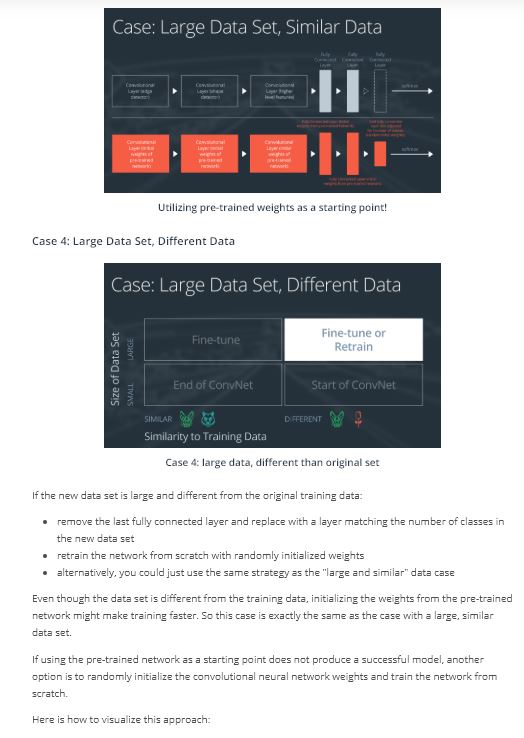 Case: Large Data Set, Similar Data
Fully Connected Layer
Fully Connected Layer
Fully Connected Layer
Convolutional Layer (edge detector)
Convolutional Layer (shape detector)
Convolutional Layer (higher level features)
softmax
Convolutional Layer (initial weights of pre-trained network)
Convolutional Layer (initial weights of pre-trained network)
Convolutional Layer (initial weights of pre-trained network)
softmax
Utilizing pre-trained weights as a starting point!
Case 4: Large Data Set, Different Data
Case: Large Data Set, Different Data
Size of Data Set
LARGE
SMALL
Fine-tune
Fine-tune or
Retrain
End of ConvNet
Start of ConvNet
SIMILAR
DIFFERENT
Similarity to Training Data
Case 4: large data, different than original set
If the new data set is large and different from the original training data:
• remove the last fully connected layer and replace with a layer matching the number of classes in
the new data set
• retrain the network from scratch with randomly initialized weights
• alternatively, you could just use the same strategy as the "large and similar" data case
Even though the data set is different from the training data, initializing the weights from the pre-trained
network might make training faster. So this case is exactly the same as the case with a large, similar
data set.
If using the pre-trained network as a starting point does not produce a successful model, another
option is to randomly initialize the convolutional neural network weights and train the network from
scratch.
Here is how to visualize this approach: